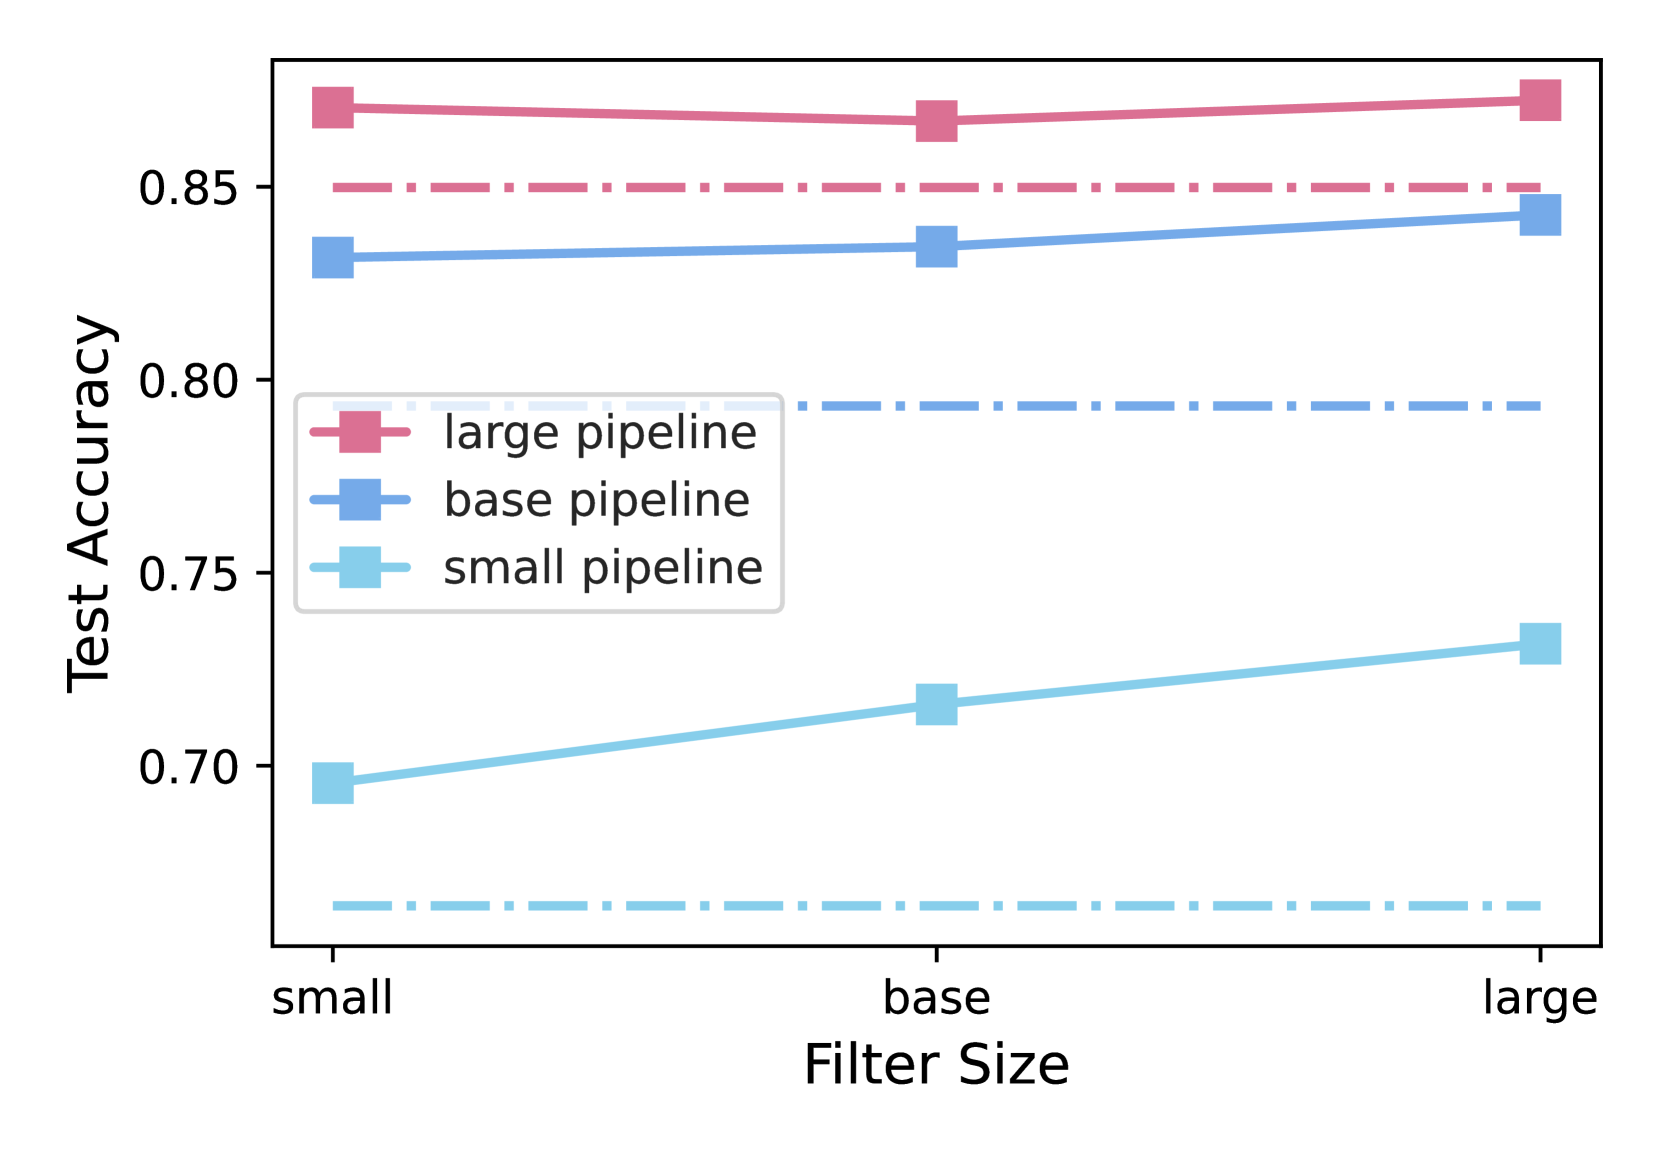 0.85
0.80
0.75
0.70
Test Accuracy
large pipeline
base pipeline
small pipeline
small
base
large
Filter Size